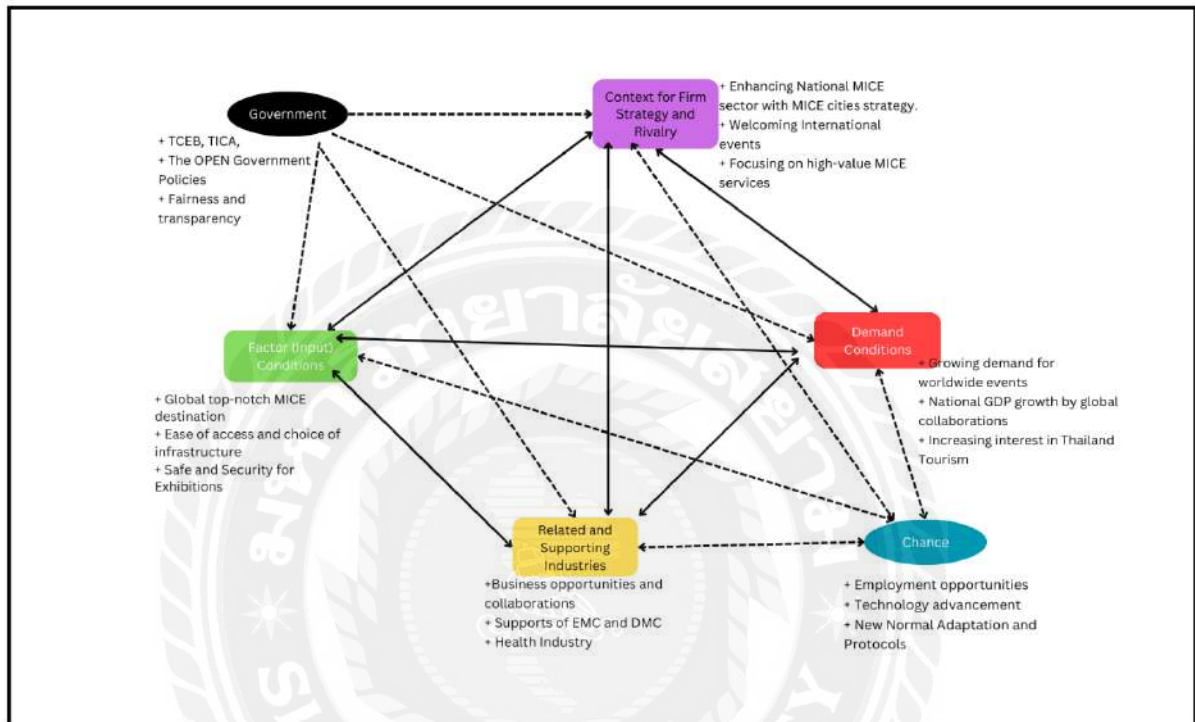 Government
+ TCEB, TICA,
+ The OPEN Government
Policies
+ Fairness and
transparency
Context for Firm
Strategy and
Rivalry
+ Enhancing National MICE
sector with MICE cities strategy.
+ Welcoming International
events
+ Focusing on high-value MICE
services
Factor (Input)
Conditions
+ Global top-notch MICE
destination
+ Ease of access and choice of
infrastructure
+ Safe and Security for
Exhibitions
Demand
Conditions
+ Growing demand for
worldwide events
+ National GDP growth by global
collaborations
+ Increasing interest in Thailand
Tourism
Related and
Supporting
Industries
+Business opportunities and
collaborations
+ Supports of EMC and DMC
+ Health Industry
Chance
+ Employment opportunities
+ Technology advancement
+ New Normal Adaptation and
Protocols